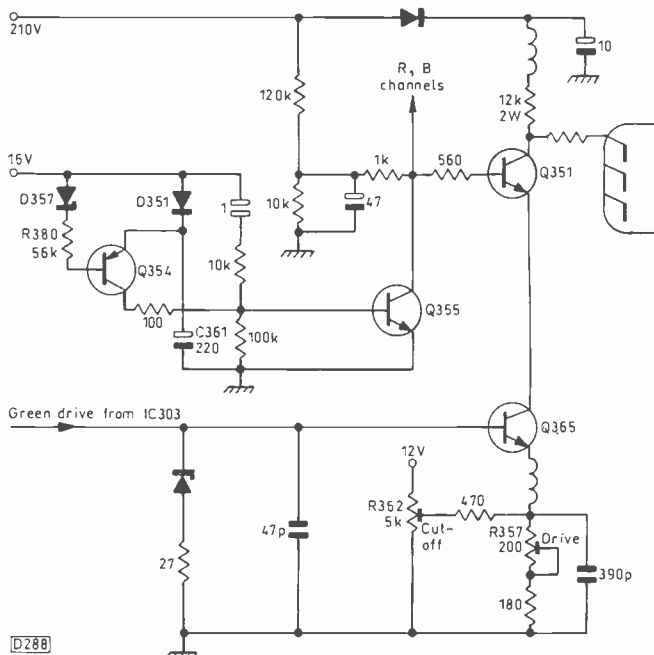 210V
10
R, B
channels
120k
12k
2W
15V
1k
560
Q351
D357
D351
1
10k
47
R380
56k
10k
Q354
Q355
100
C361
220
100k
Green drive from IC303
Q365
12V
R362
5k
470
Cut-
off
R357
200
Drive
47p
27
390p
180
D288